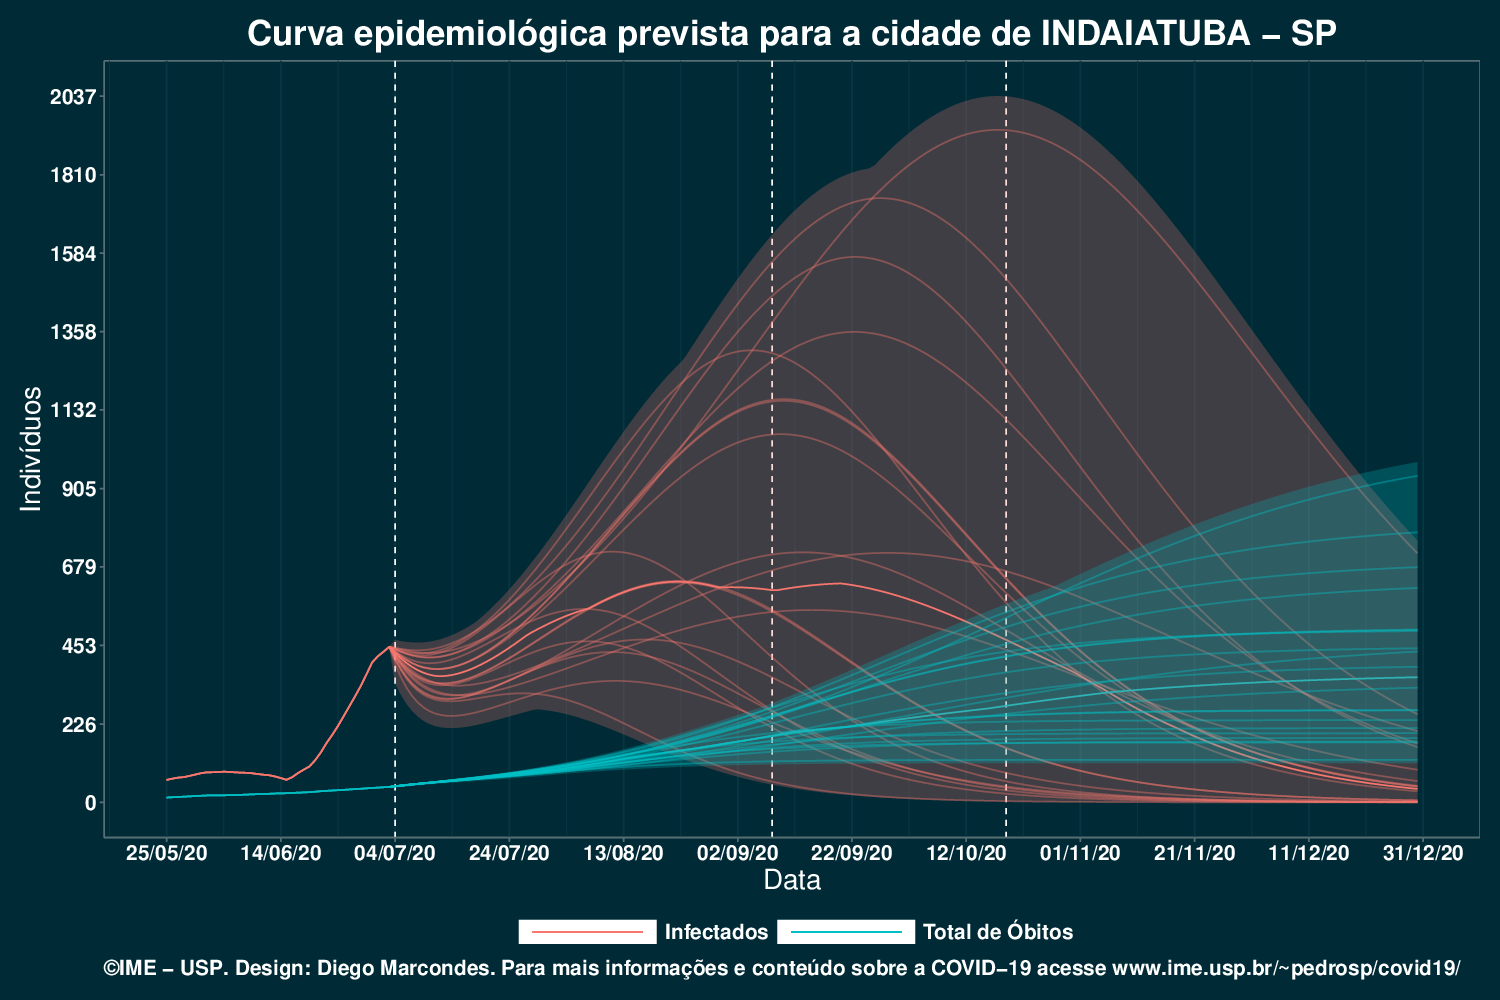 Curva epidemiológica prevista para a cidade de INDAIATUBA – SP
2037
1810
1584
1358
1132
905
679
453
226
0
Indivíduos
25/05/20 14/06/20 04/07/20 24/07/20 13/08/20 02/09/20 22/09/20 12/10/20 01/11/20 21/11/20 11/12/20 31/12/20
Data
Infectados Total de Óbitos
©IME – USP. Design: Diego Marcondes. Para mais informações e conteúdo sobre a COVID–19 acesse www.ime.usp.br/~pedrosp/covid19/